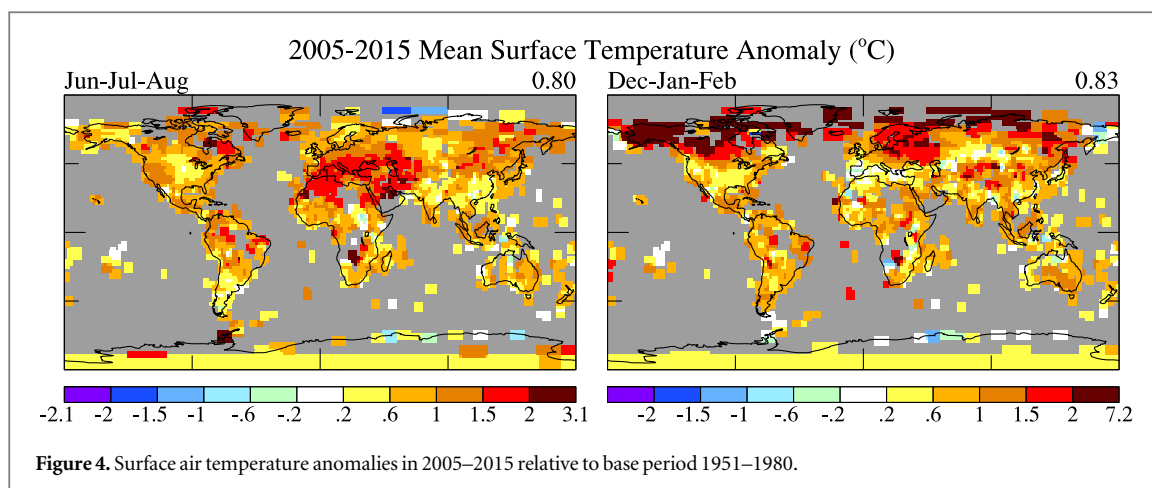 2005-2015 Mean Surface Temperature Anomaly (°C)
Jun-Jul-Aug 0.80 Dec-Jan-Feb 0.83
-2.1 -2 -1.5 -1 -.6 -.2 .2 .6 1 1.5 2 3.1 -2 -1.5 -1 -.6 -.2 .2 .6 1 1.5 2 7.2
Figure 4. Surface air temperature anomalies in 2005–2015 relative to base period 1951–1980.